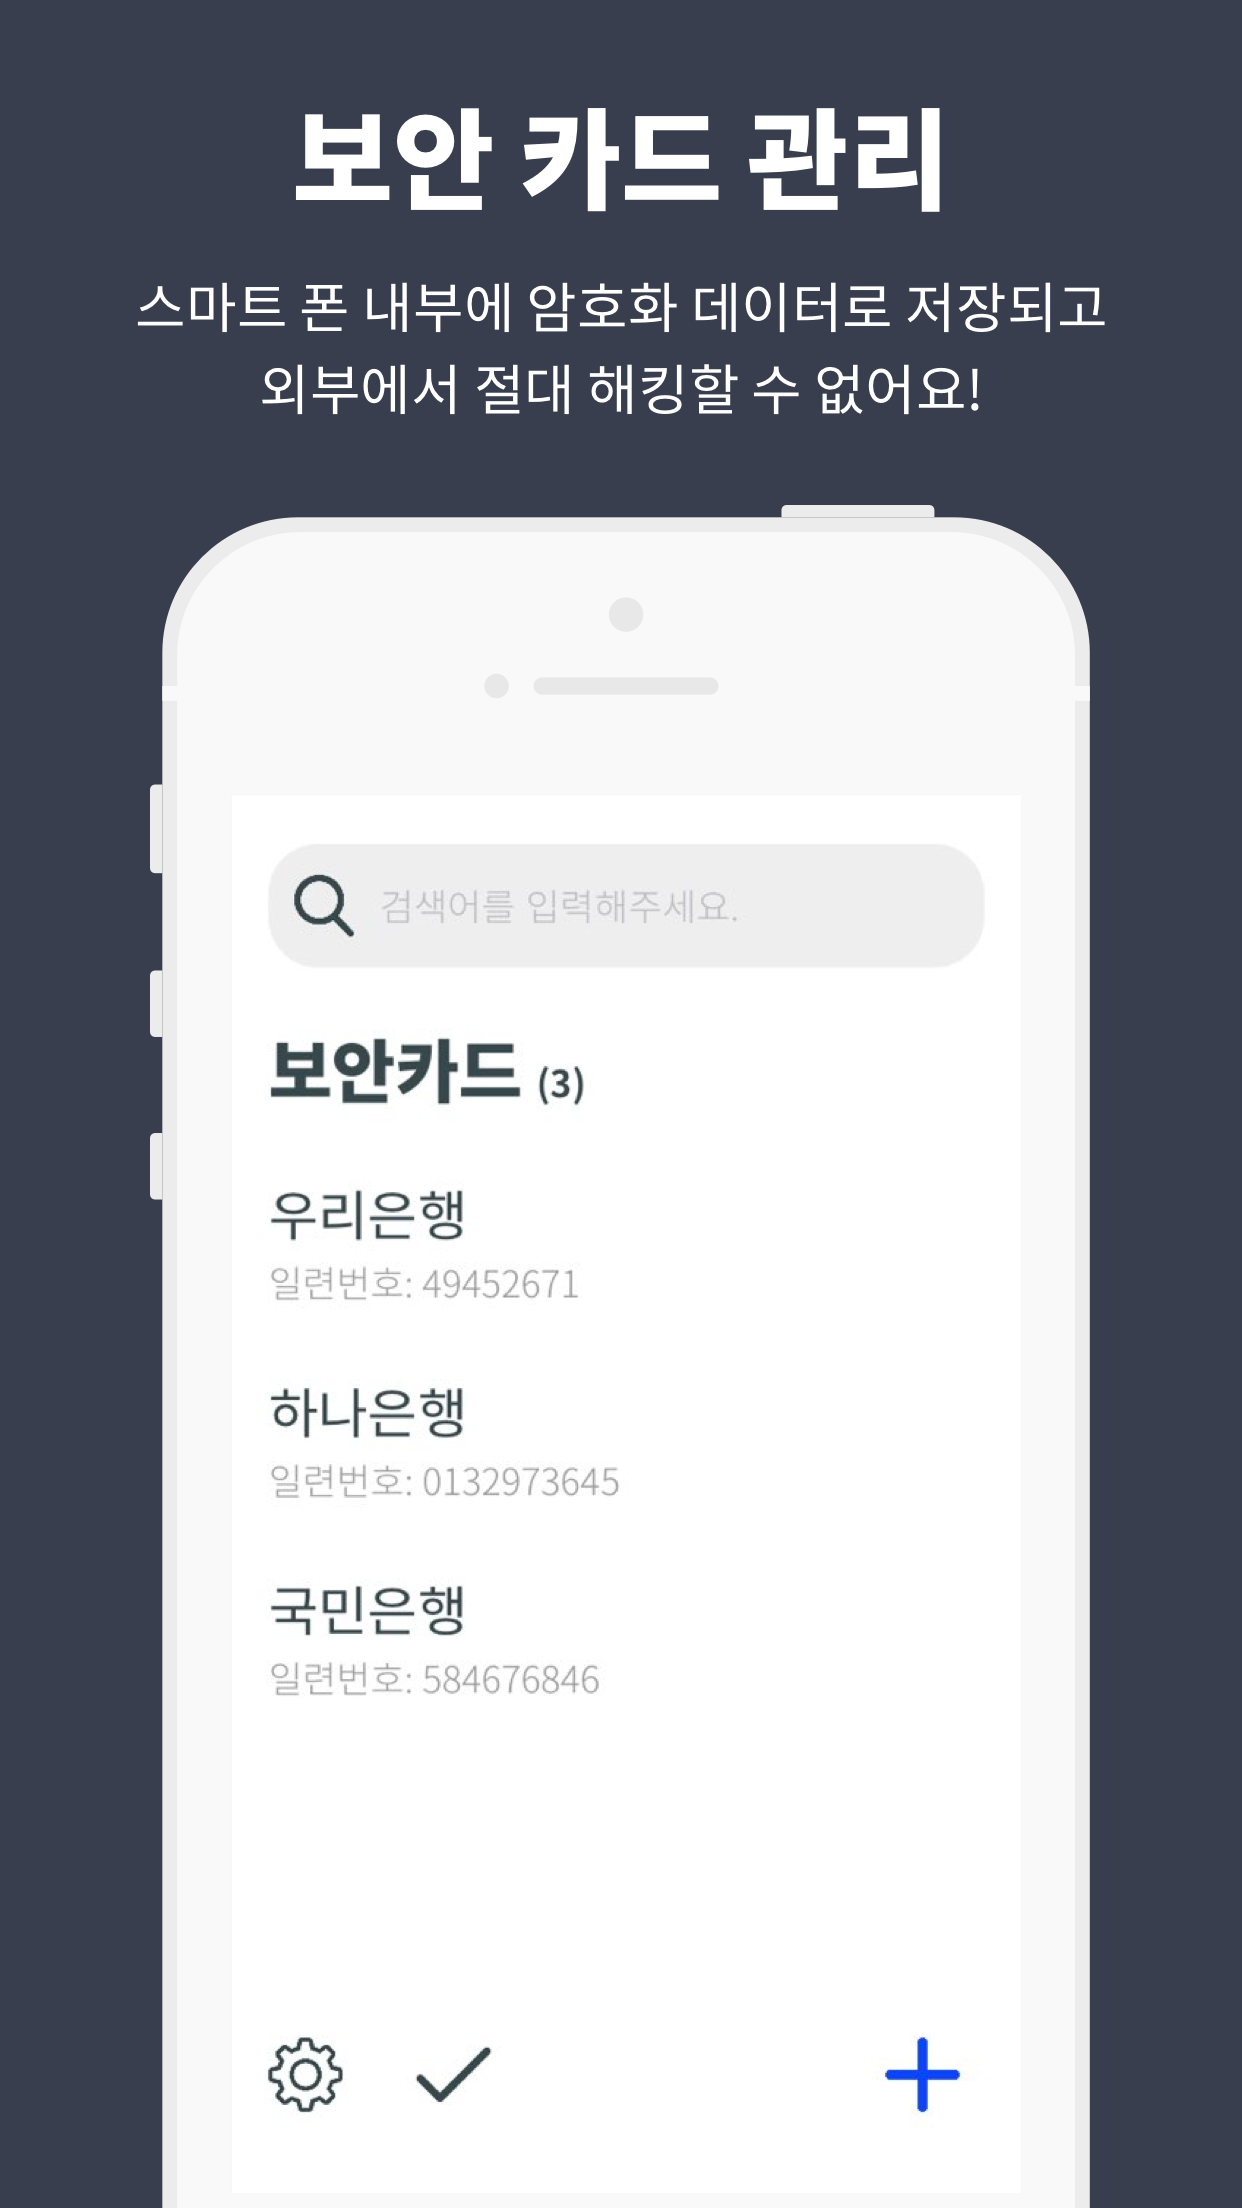 보안 카드 관리
스마트 폰 내부에 암호화 데이터로 저장되고
외부에서 절대 해킹할 수 없어요!
검색어를 입력해주세요.
보안카드 (3)
우리은행
일련번호: 49452671
하나은행
일련번호: 0132973645
국민은행
일련번호: 584676846